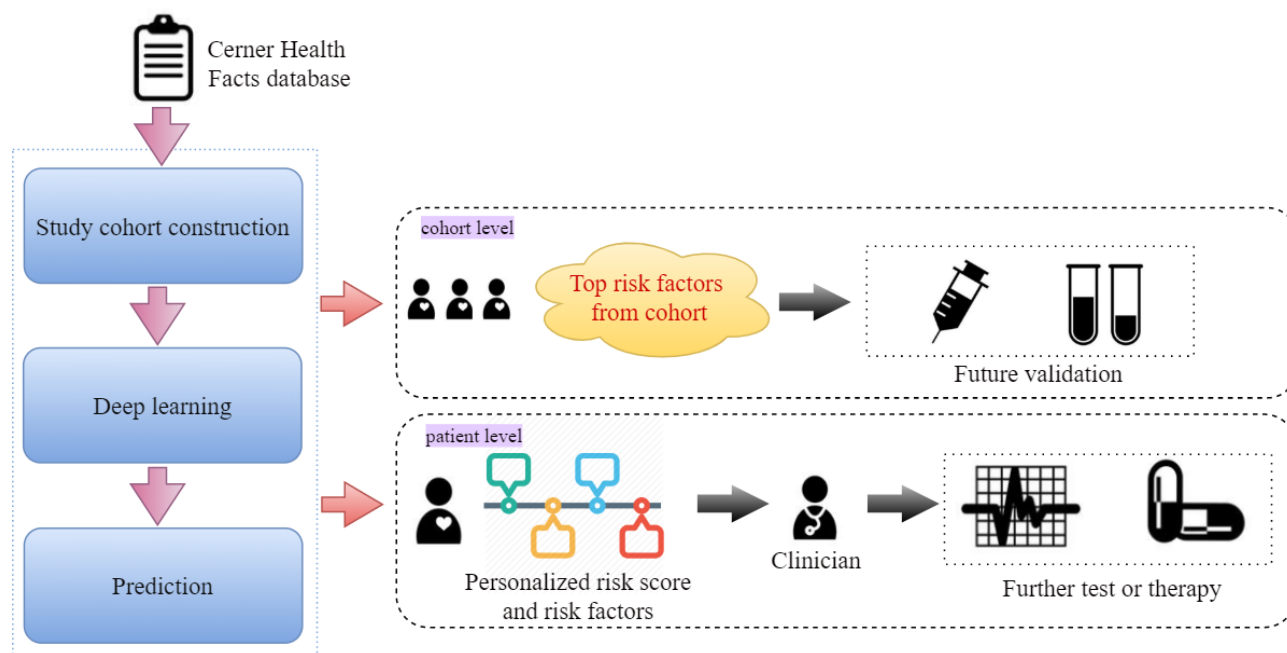 Cerner Health
Facts database
Study cohort construction
Deep learning
Prediction
cohort level
Top risk factors
from cohort
Future validation
patient level
Personalized risk score
and risk factors
Clinician
Further test or therapy